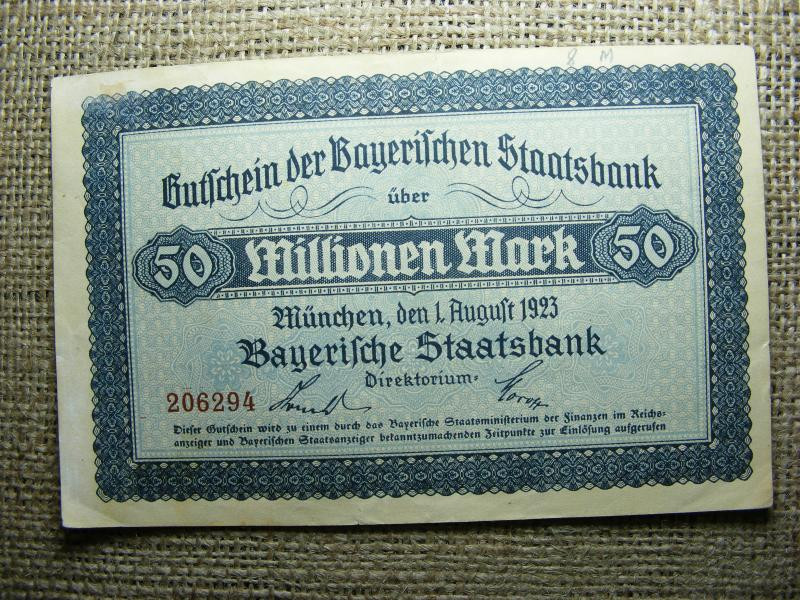 8 M
Gutschein der Bayerischen Staatsbank
über
50 Millionen Mark 50
München, den 1. August 1923
Bayerische Staatsbank
Direktorium:
206294
Dieser Gutschein wird zu einem durch das Bayerische Staatsministerium der Finanzen im Reichs-
anzeiger und Bayerischen Staatsanzeiger bekanntzumachenden Zeitpunkte zur Einlösung aufgerufen